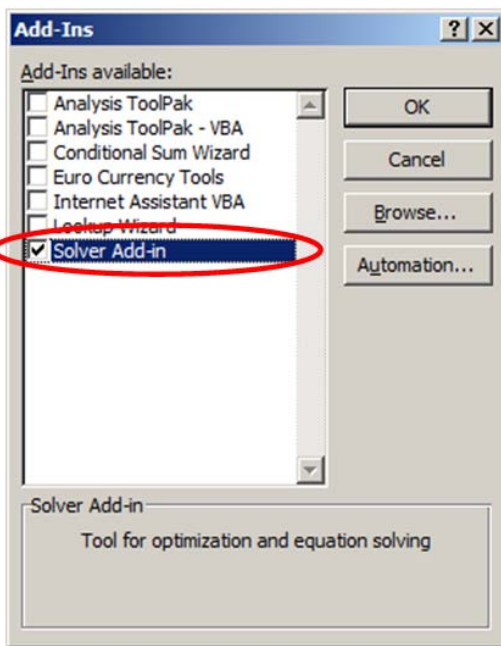 Add-Ins
Add-Ins available:
Analysis ToolPak
Analysis ToolPak - VBA
Conditional Sum Wizard
Euro Currency Tools
Internet Assistant VBA
Lookup Wizard
Solver Add-in
OK
Cancel
Browse...
Automation...
Solver Add-in
Tool for optimization and equation solving